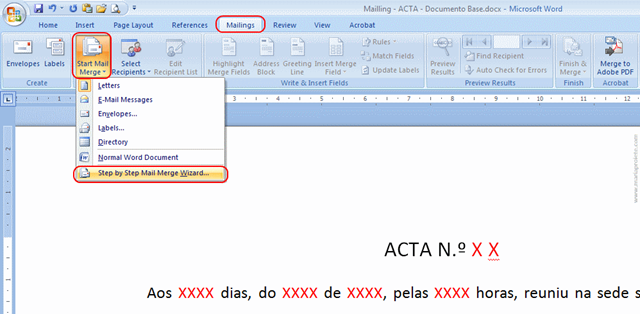 Mailling - ACTA - Documento Base.docx - Microsoft Word
Home Insert Page Layout References Mailings Review View Acrobat
Envelopes Labels Start Mail Merge Select Recipients Edit Recipient List Highlight Merge Fields Address Block Greeting Line Insert Merge Field Rules Match Fields Update Labels Preview Results Find Recipient Auto Check for Errors Finish & Merge Merge to Adobe PDF
Create Write & Insert Fields Preview Results Finish Acrobat
Letters
E-Mail Messages
Envelopes...
Labels...
Directory
Normal Word Document
Step by Step Mail Merge Wizard...
ACTA N.º X X
Aos XXXX dias, do XXXX de XXXX, pelas XXXX horas, reuniu na sede s